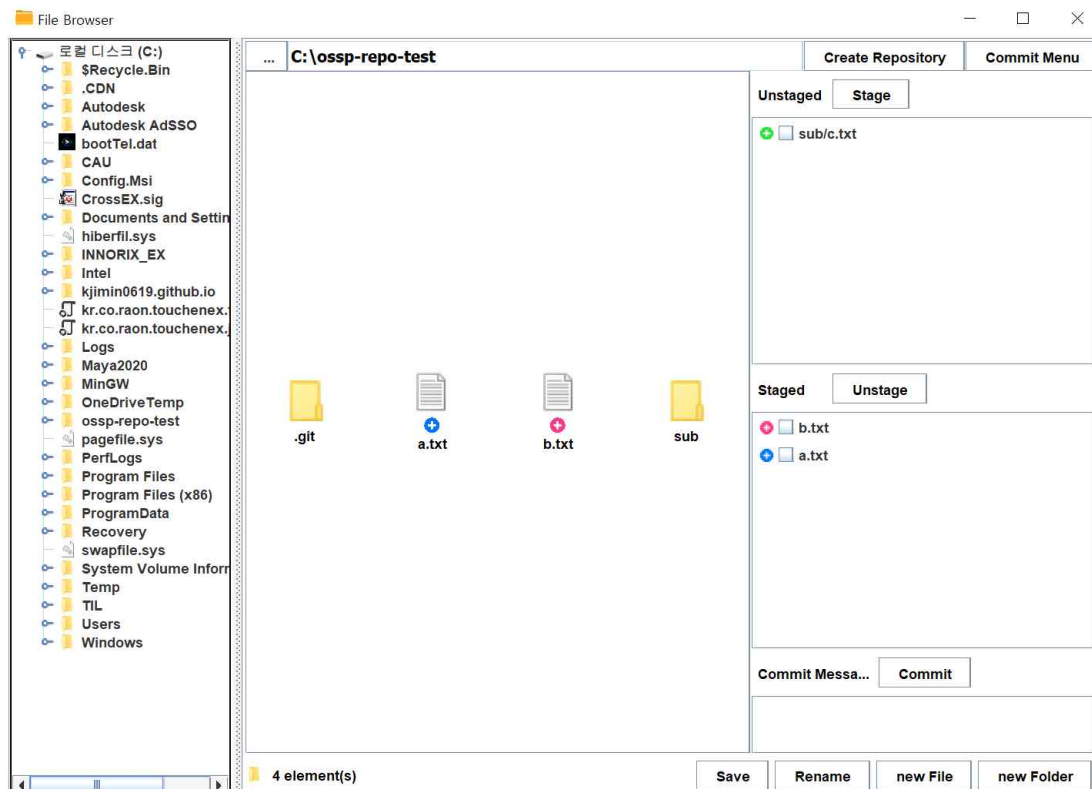 File Browser
로컬 디스크 (C:)
$Recycle.Bin
.CDN
Autodesk
Autodesk AdSSO
bootTel.dat
CAU
Config.Msi
CrossEX.sig
Documents and Settin
hiberfil.sys
INNORIX_EX
Intel
kjimin0619.github.io
kr.co.raon.touchenex.
kr.co.raon.touchenex.j
Logs
Maya2020
MinGW
OneDriveTemp
ossp-repo-test
pagefile.sys
PerfLogs
Program Files
Program Files (x86)
ProgramData
Recovery
swapfile.sys
System Volume Inforr
Temp
TIL
Users
Windows
... C:\ossp-repo-test Create Repository Commit Menu
.git a.txt b.txt sub
Unstaged Stage
sub/c.txt
Staged Unstage
b.txt
a.txt
Commit Messa... Commit
4 element(s) Save Rename new File new Folder